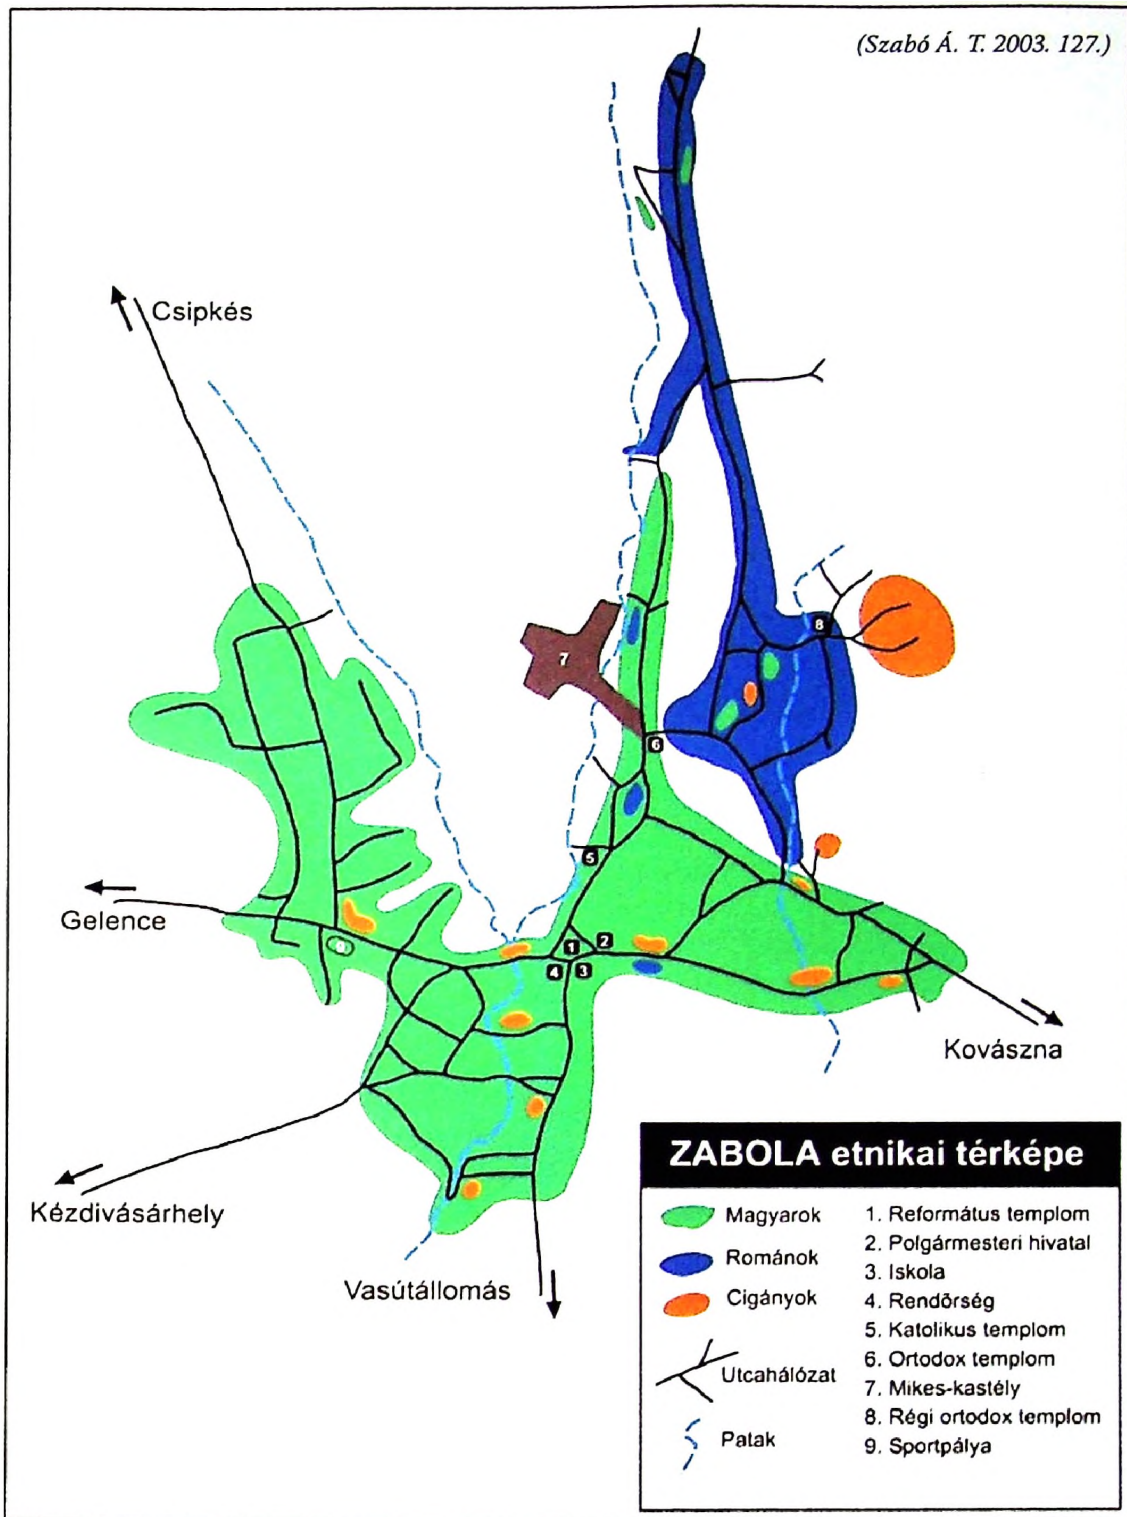 (Szabó Á. T. 2003. 127.)
Csipkés
8
7
6
5
Gelence
9
1
2
4
3
Kovászna
Kézdivásárhely
Vasútállomás
ZABOLA etnikai térképe
Magyarok
Románok
Cigányok
Utcahálózat
Patak
1. Református templom
2. Polgármesteri hivatal
3. Iskola
4. Rendőrség
5. Katolikus templom
6. Ortodox templom
7. Mikes-kastély
8. Régi ortodox templom
9. Sportpálya